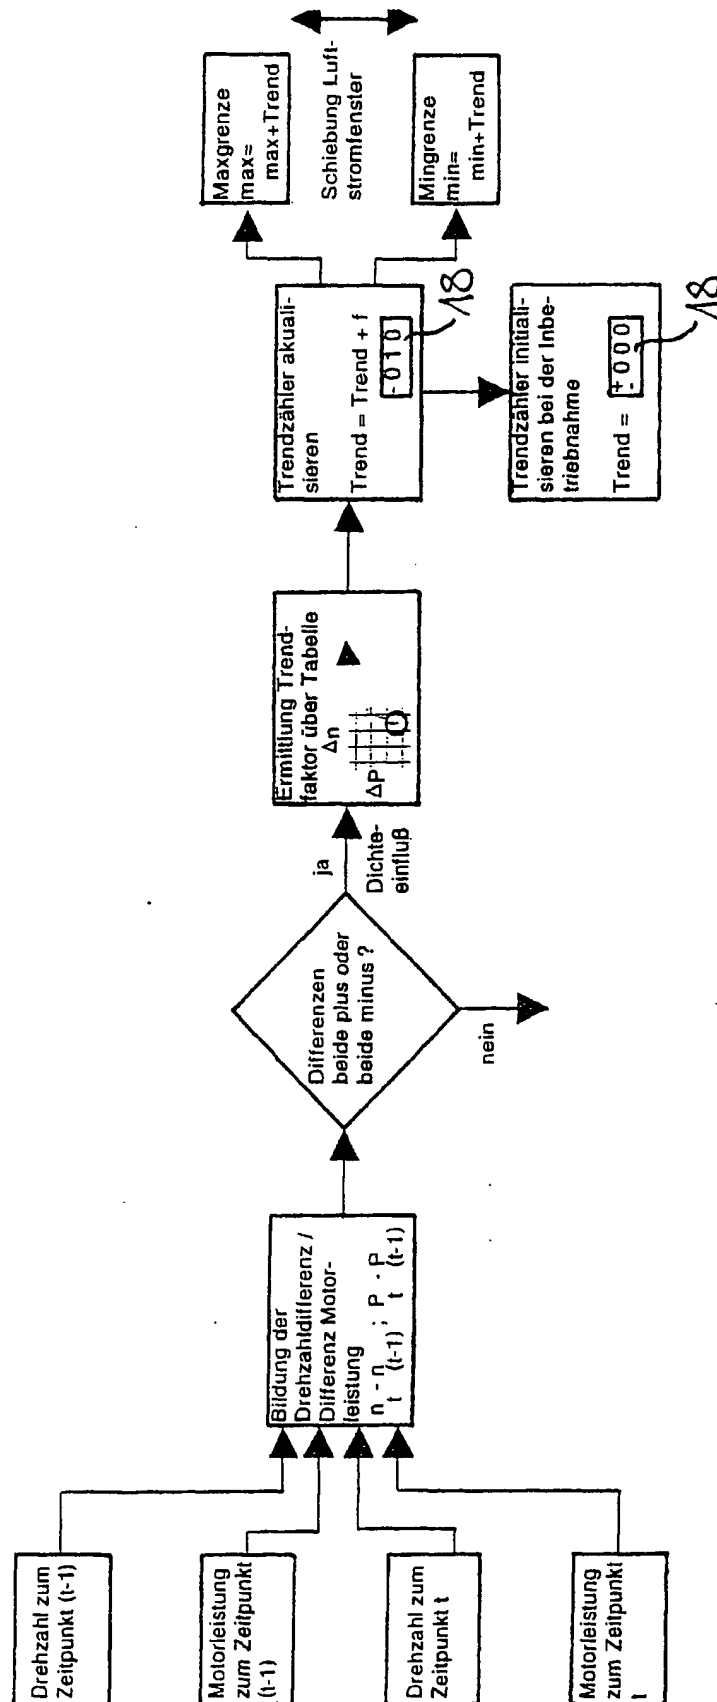 Drehzahl zum
Zeitpunkt (t-1)
Motorleistung
zum Zeitpunkt
(t-1)
Drehzahl zum
Zeitpunkt t
Motorleistung
zum Zeitpunkt
t
Bildung der
Drehzahldifferenz /
Differenz Motor-
leistung
n - n ; P - P
t (t-1) t (t-1)
Differenzen
beide plus oder
beide minus ?
ja
Dichte-
einfluß
nein
Ermittlung Trend-
faktor über Tabelle
Δn
ΔP
Trendzähler akuali-
sieren
Trend = Trend + f
-010
18
Trendzähler initiali-
sieren bei der Inbe-
triebnahme
Trend = ±000
18
Maxgrenze
max=
max+Trend
Schiebung Luft-
stromfenster
Mingrenze
min=
min+Trend